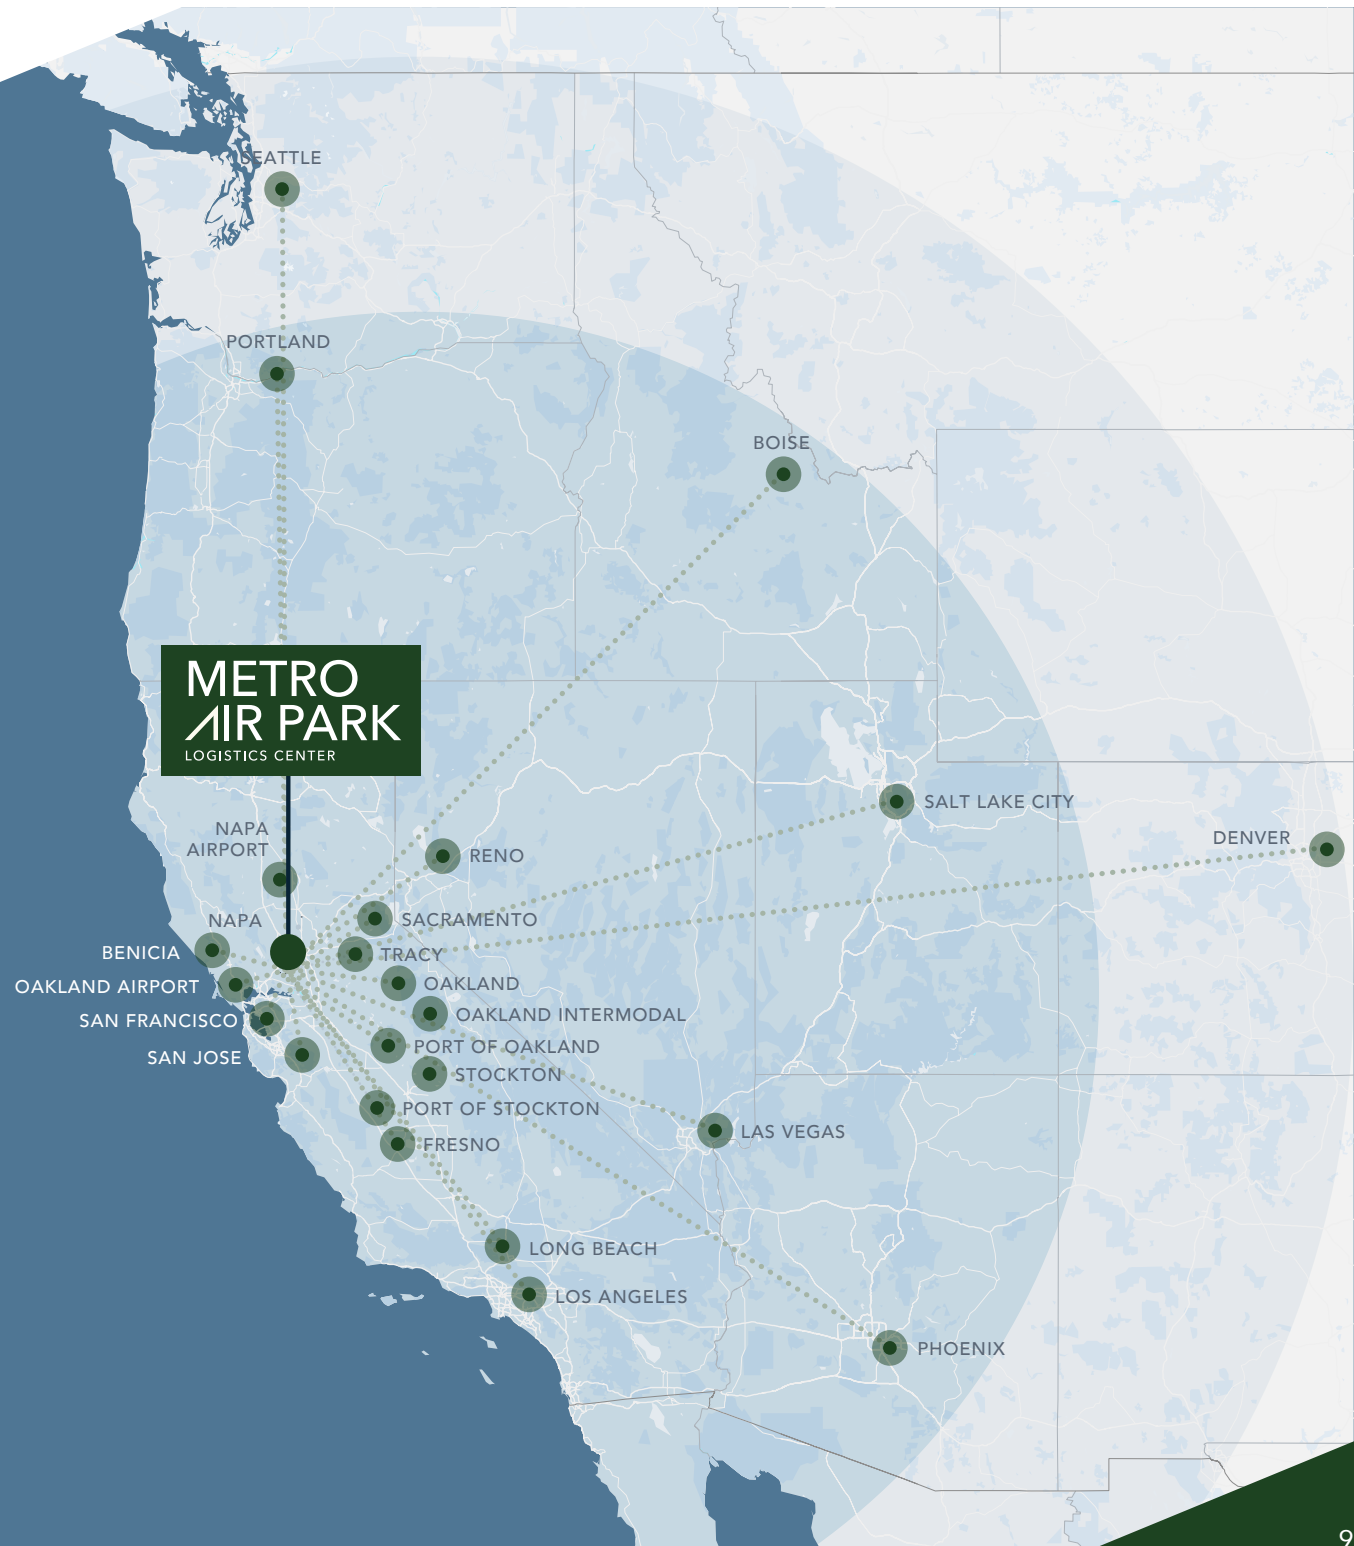 SEATTLE
PORTLAND
BOISE
METRO
AIR PARK
LOGISTICS CENTER
SALT LAKE CITY
NAPA
AIRPORT
DENVER
RENO
NAPA
SACRAMENTO
BENICIA
TRACY
OAKLAND AIRPORT
OAKLAND
SAN FRANCISCO
OAKLAND INTERMODAL
SAN JOSE
PORT OF OAKLAND
STOCKTON
PORT OF STOCKTON
LAS VEGAS
FRESNO
LONG BEACH
LOS ANGELES
PHOENIX
9